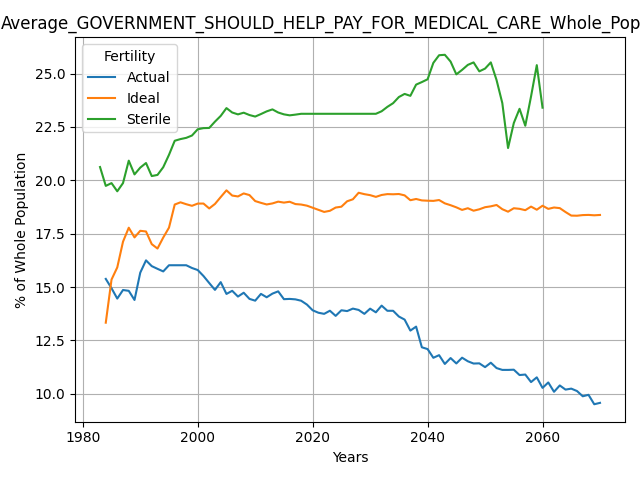 Average_GOVERNMENT_SHOULD_HELP_PAY_FOR_MEDICAL_CARE_Whole_Pop
Fertility
Actual
Ideal
Sterile
% of Whole Population
25.0
22.5
20.0
17.5
15.0
12.5
10.0
1980
2000
2020
2040
2060
Years